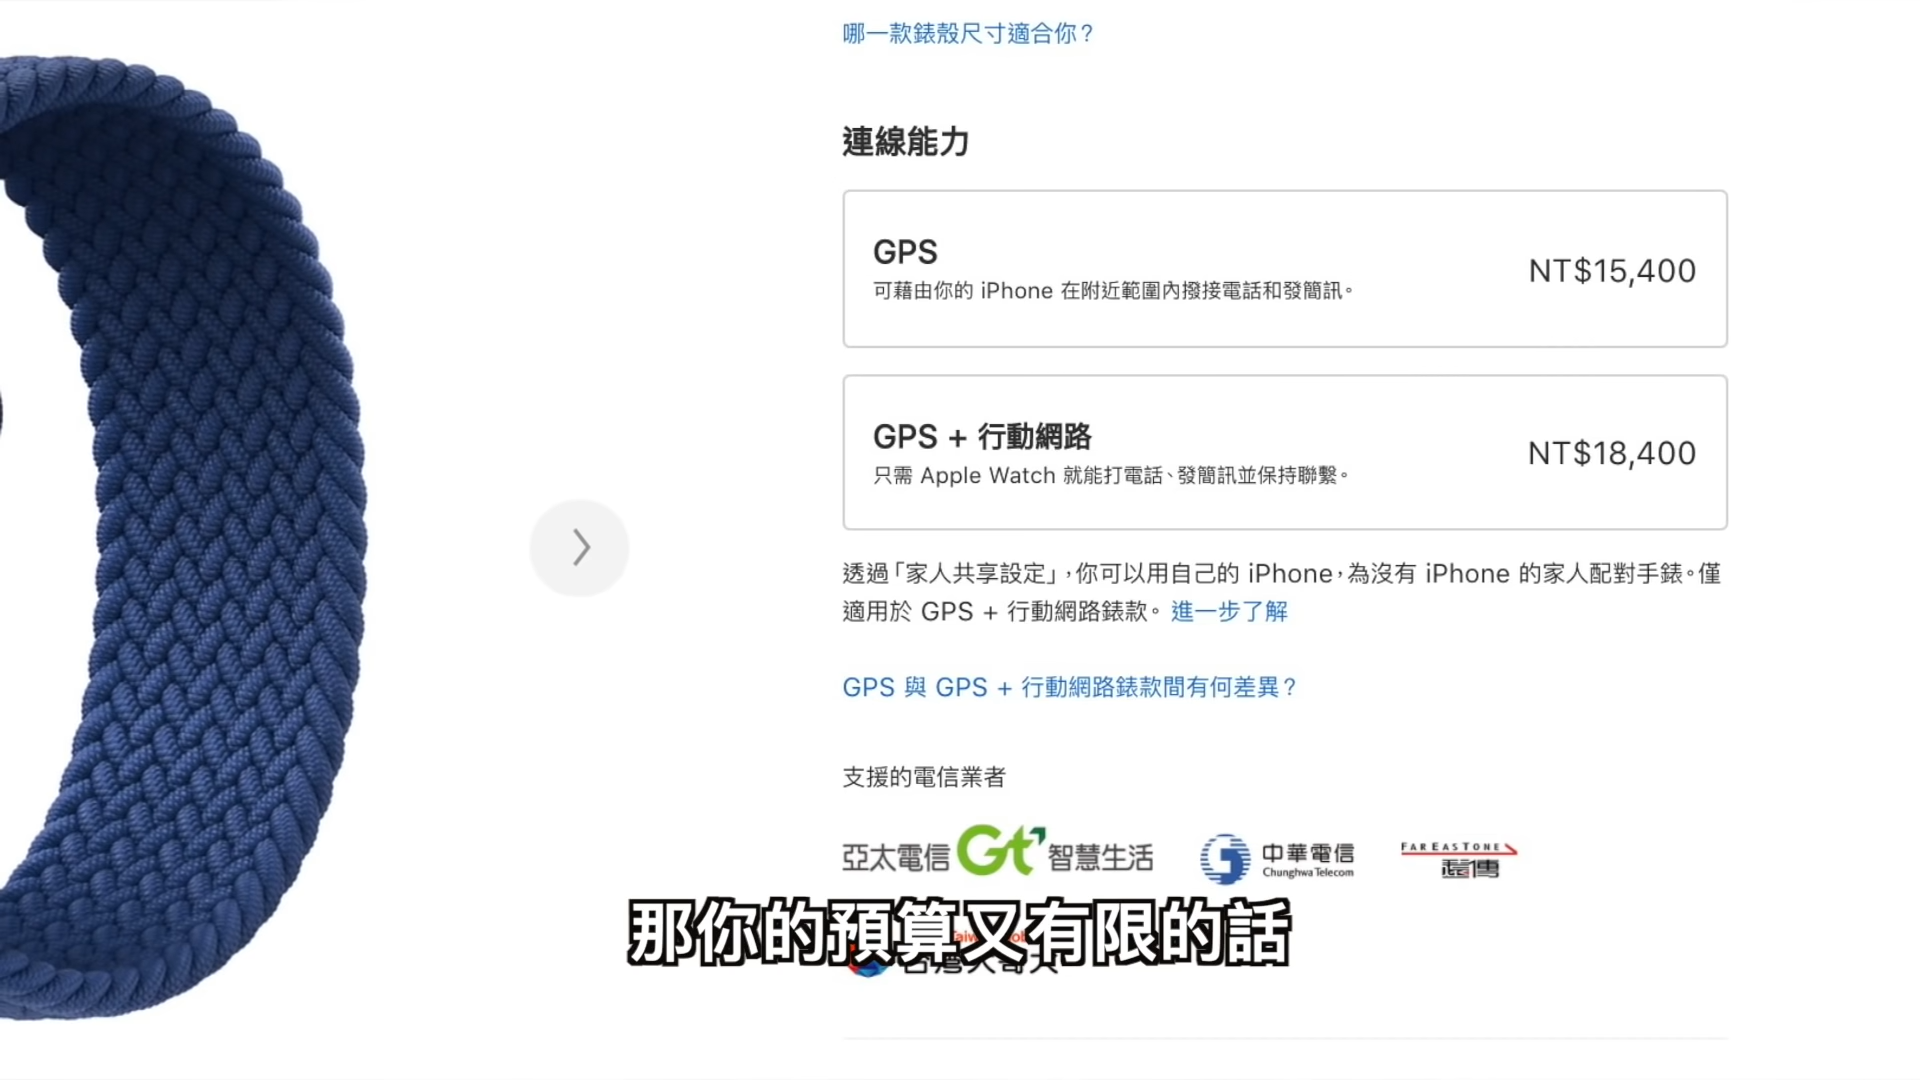 哪一款錶殼尺寸適合你？
連線能力
GPS
可藉由你的 iPhone 在附近範圍內撥接電話和發簡訊。
NT$15,400
GPS + 行動網路
只需 Apple Watch 就能打電話、發簡訊並保持聯繫。
NT$18,400
透過「家人共享設定」，你可以用自己的 iPhone，為沒有 iPhone 的家人配對手錶。僅
適用於 GPS + 行動網路錶款。 進一步了解
GPS 與 GPS + 行動網路錶款間有何差異？
支援的電信業者
亞太電信 Gt 智慧生活
中華電信
Chunghwa Telecom
FAREASTONE
遠傳
那你的預算又有限的話